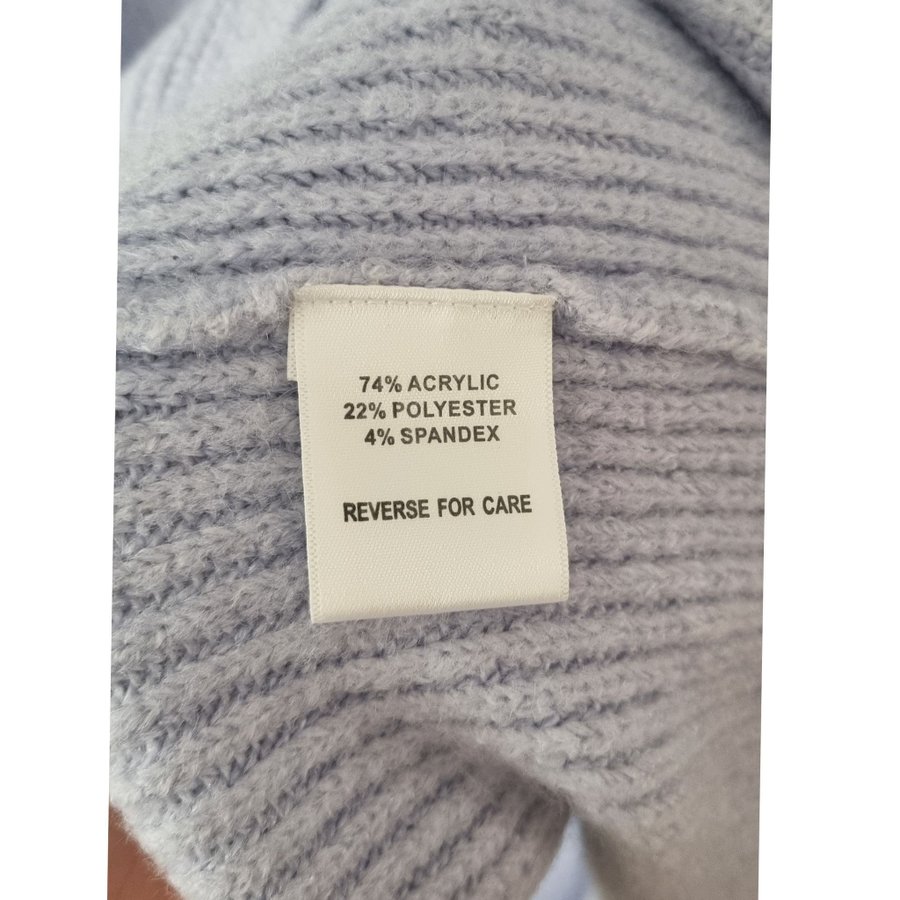 74% ACRYLIC
22% POLYESTER
4% SPANDEX
REVERSE FOR CARE